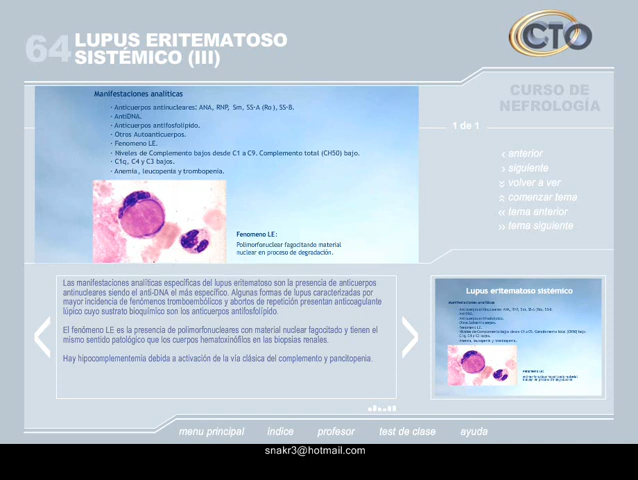 64 LUPUS ERITEMATOSO
SISTÉMICO (III)
CTO
CURSO DE
NEFROLOGÍA
Manifestaciones analíticas
· Anticuerpos antinucleares: ANA, RNP, Sm, SS-A (Ro), SS-B.
· AntiDNA.
· Anticuerpos antifosfolípido.
· Otros Autoanticuerpos.
· Fenomeno LE.
· Niveles de Complemento bajos desde C1 a C9. Complemento total (CH50) bajo.
· C1q, C4 y C3 bajos.
· Anemia, leucopenia y trombopenia.
Fenomeno LE:
Polimorfonuclear fagocitando material
nuclear en proceso de degradación.
1 de 1
‹ anterior
› siguiente
volver a ver
comenzar tema
‹‹ tema anterior
›› tema siguiente
Las manifestaciones analíticas específicas del lupus eritematoso son la presencia de anticuerpos
antinucleares siendo el anti-DNA el más específico. Algunas formas de lupus caracterizadas por
mayor incidencia de fenómenos tromboembólicos y abortos de repetición presentan anticoagulante
lúpico cuyo sustrato bioquímico son los anticuerpos antifosfolípido.
El fenómeno LE es la presencia de polimorfonucleares con material nuclear fagocitado y tienen el
mismo sentido patológico que los cuerpos hematoxinófilos en las biopsias renales.
Hay hipocomplementemia debida a activación de la vía clásica del complemento y pancitopenia.
Lupus eritematoso sistémico
Manifestaciones analíticas
menu principal índice profesor test de clase ayuda
snakr3@hotmail.com